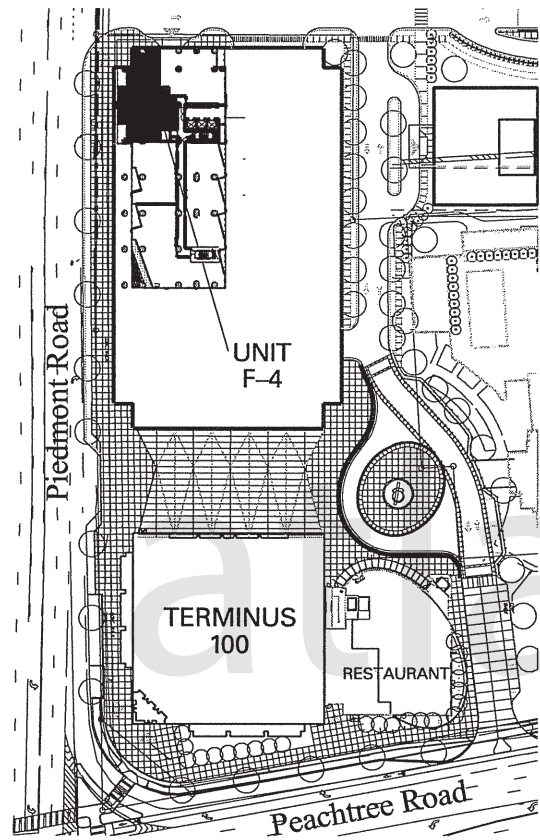 UNIT
F–4
Piedmont Road
TERMINUS
100
RESTAURANT
Peachtree Road